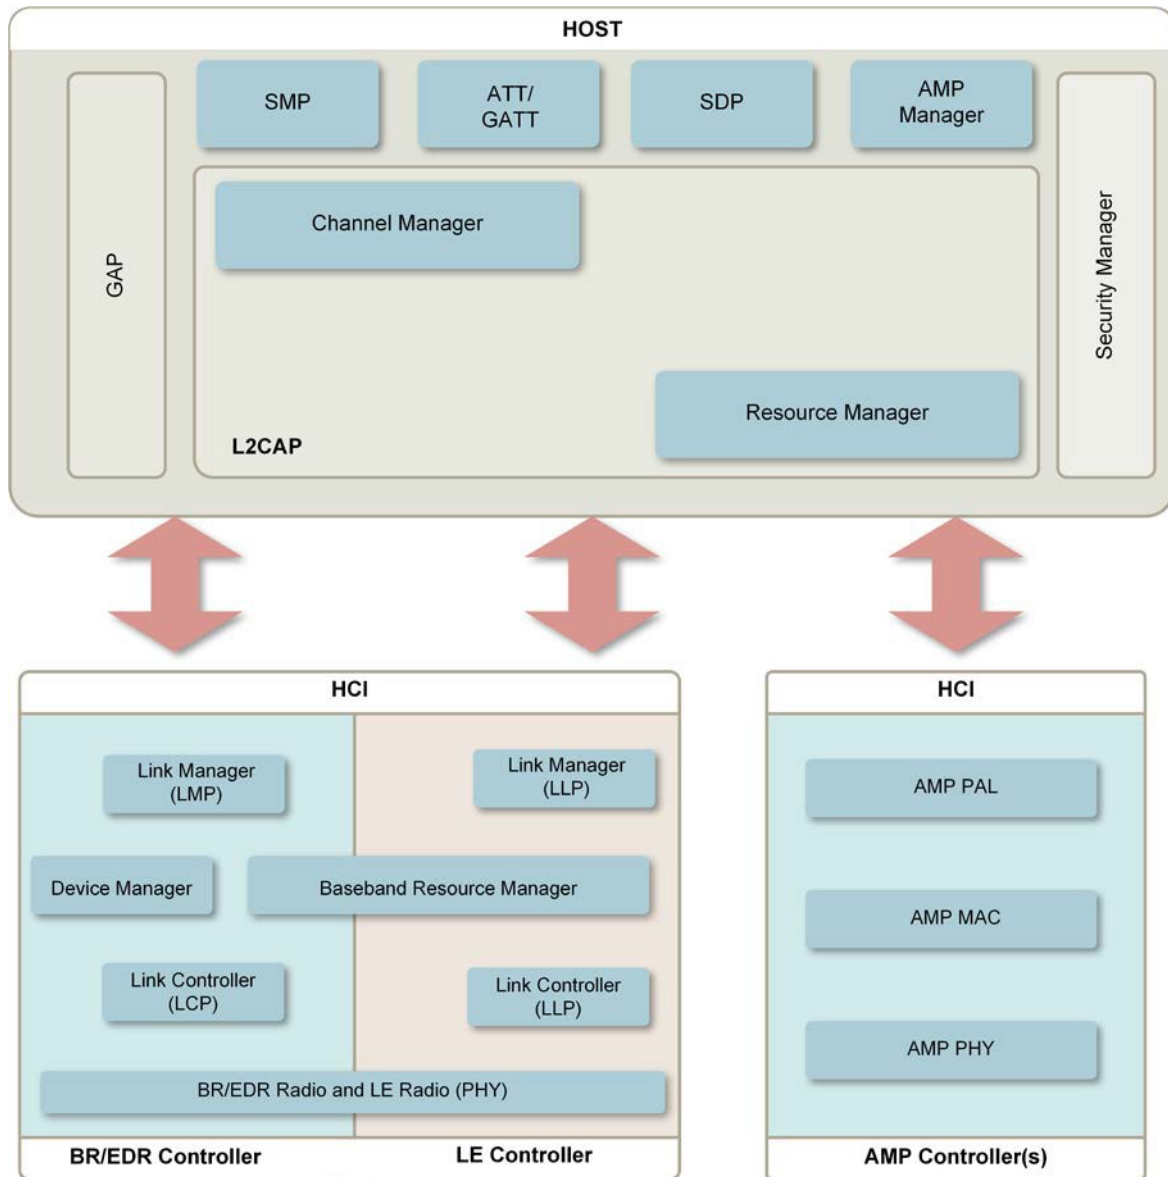 HOST
SMP
ATT/
GATT
SDP
AMP
Manager
GAP
Channel Manager
Security Manager
Resource Manager
L2CAP
HCI
Link Manager
(LMP)
Link Manager
(LLP)
Device Manager
Baseband Resource Manager
Link Controller
(LCP)
Link Controller
(LLP)
BR/EDR Radio and LE Radio (PHY)
BR/EDR Controller
LE Controller
HCI
AMP PAL
AMP MAC
AMP PHY
AMP Controller(s)